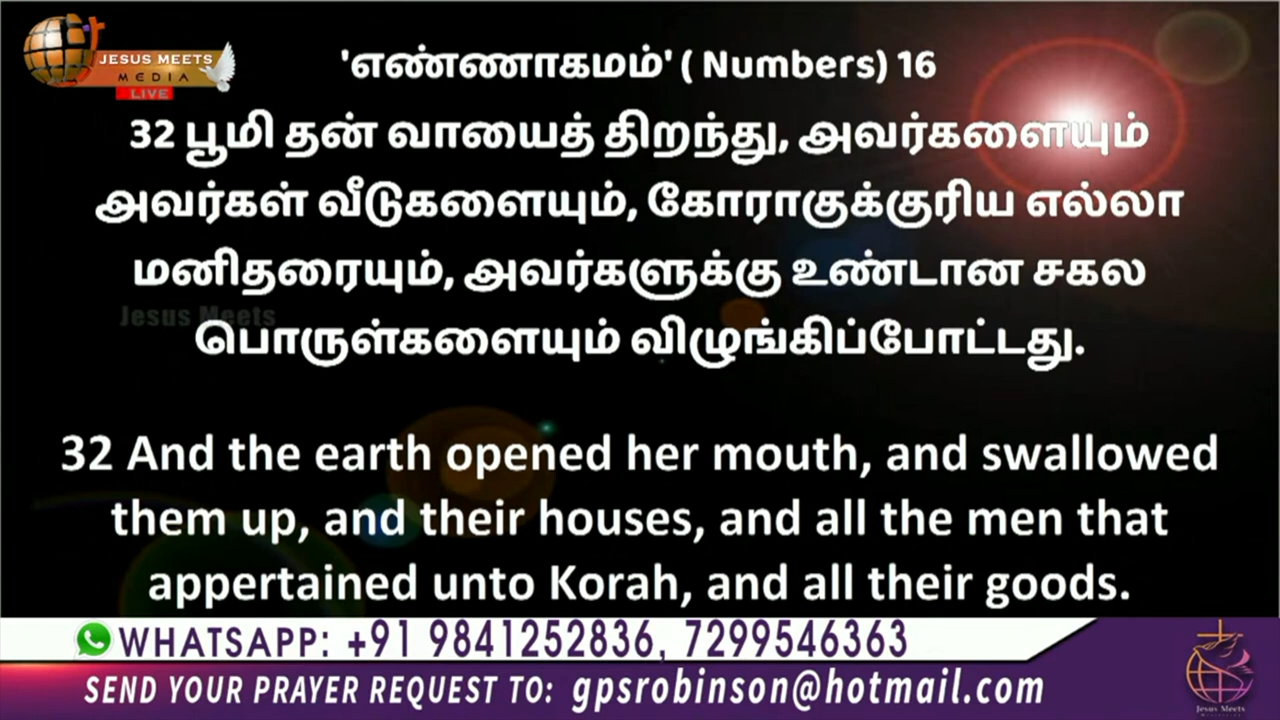 JESUS MEETS
MEDIA
LIVE
'எண்ணாகமம்' ( Numbers) 16
32 பூமி தன் வாயைத் திறந்து, அவர்களையும்
அவர்கள் வீடுகளையும், கோராகுக்குரிய எல்லா
மனிதரையும், அவர்களுக்கு உண்டான சகல
Jesus Meets
பொருள்களையும் விழுங்கிப்போட்டது.
32 And the earth opened her mouth, and swallowed
them up, and their houses, and all the men that
appertained unto Korah, and all their goods.
WHATSAPP: +91 9841252836, 7299546363
SEND YOUR PRAYER REQUEST TO: gpsrobinson@hotmail.com
Jesus Meets